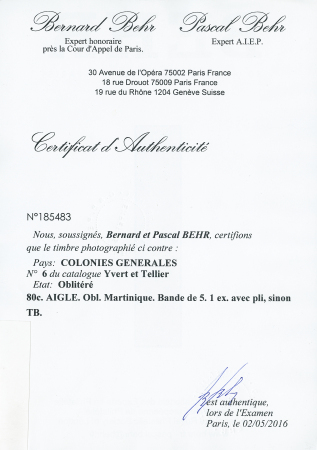 Bernard Behr Pascal Behr
Expert honoraire Expert A.I.E.P.
près la Cour d'Appel de Paris.
30 Avenue de l'Opéra 75002 Paris France
18 rue Drouot 75009 Paris France
19 rue du Rhône 1204 Genève Suisse
Certificat d'Authenticité
N°185483
Nous, soussignés, Bernard et Pascal BEHR, certifions
que le timbre photographié ci contre :
Pays: COLONIES GENERALES
N° 6 du catalogue Yvert et Tellier
Etat: Oblitéré
80c. AIGLE. Obl. Martinique. Bande de 5. 1 ex. avec pli, sinon
TB.
est authentique,
lors de l'Examen
Paris, le 02/05/2016